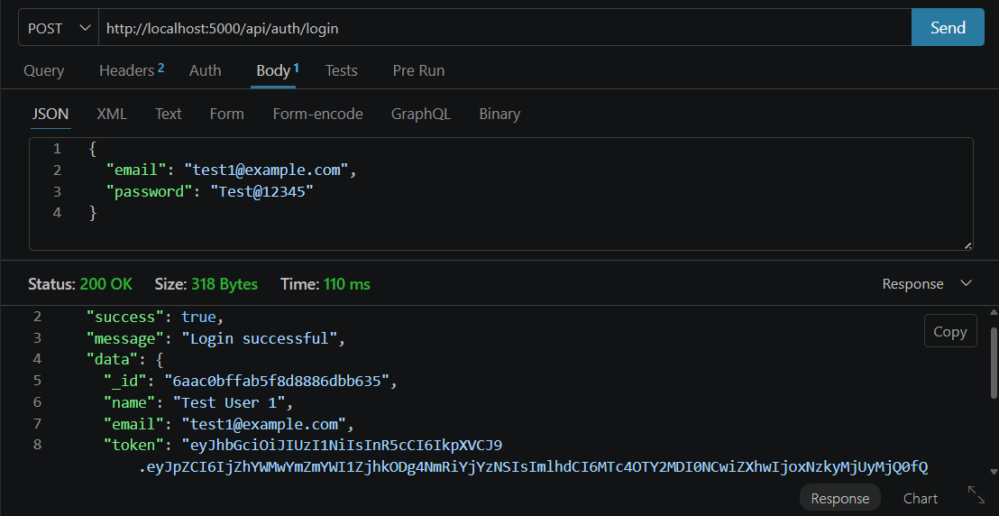 POST http://localhost:5000/api/auth/login Send
Query Headers 2 Auth Body 1 Tests Pre Run
JSON XML Text Form Form-encode GraphQL Binary
1 {
2 "email": "test1@example.com",
3 "password": "Test@12345"
4 }
Status: 200 OK Size: 318 Bytes Time: 110 ms Response
2 "success": true,
Copy
3 "message": "Login successful",
4 "data": {
5 "_id": "6aac0bffab5f8d8886dbb635",
6 "name": "Test User 1",
7 "email": "test1@example.com",
8 "token": "eyJhbGciOiJIUzI1NiIsInR5cCI6IkpXVCJ9
.eyJpZCI6IjZhYWMwYmZmYWI1ZjhkODg4NmRiYjYzNSIsImlhdCI6MTc4OTY2MDI0NCwiZXhwIjoxNzkyMjUyMjQ0fQ
Response Chart